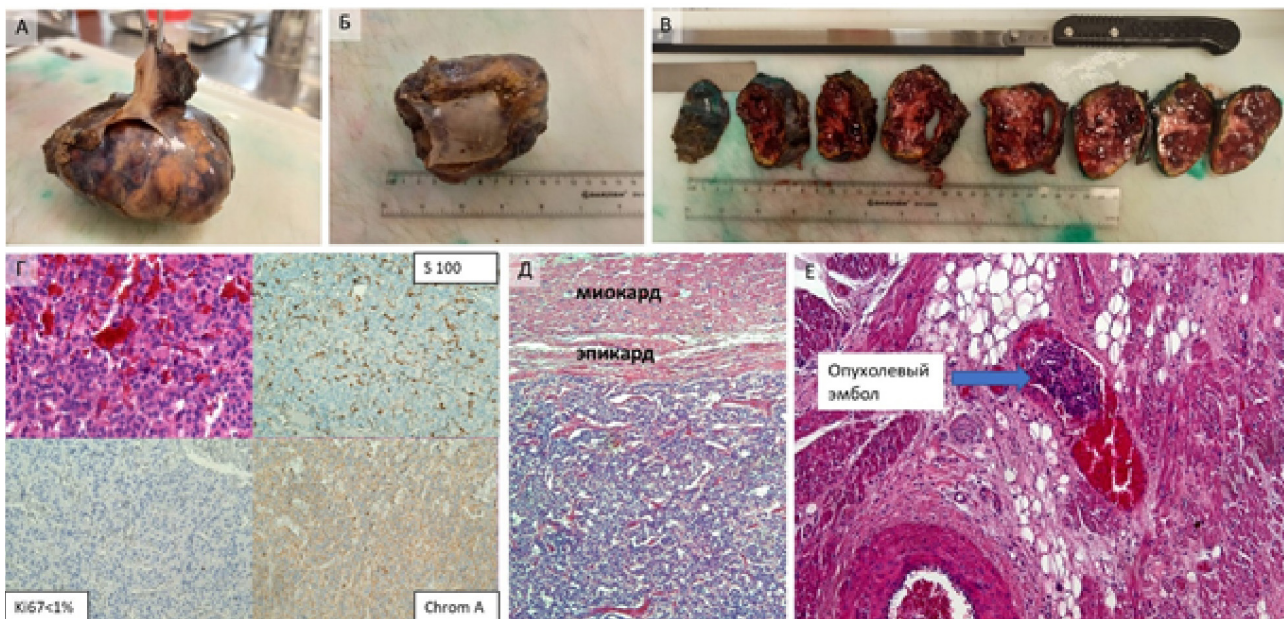 А
Б
В
Г
S 100
Ki67<1%
Chrom A
Д
миокард
эпикард
Е
Опухолевый
эмбол